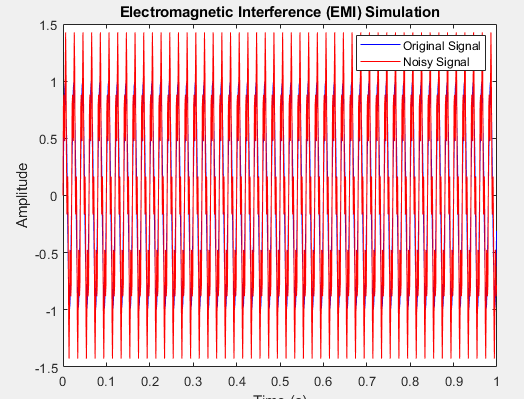 Electromagnetic Interference (EMI) Simulation
1.5
Original Signal
Noisy Signal
1
0.5
0
-0.5
-1
-1.5
Amplitude
0 0.1 0.2 0.3 0.4 0.5 0.6 0.7 0.8 0.9 1
Time (s)